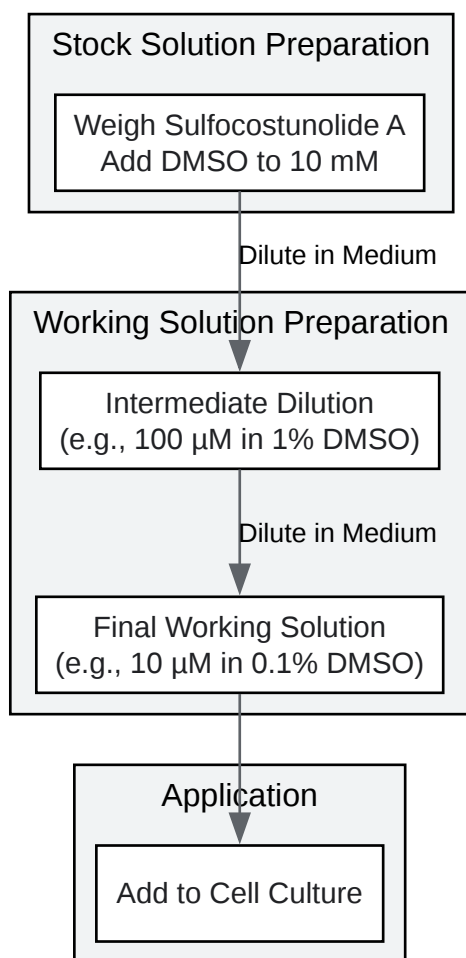 Stock Solution Preparation
Weigh Sulfocostunolide A
Add DMSO to 10 mM
Dilute in Medium
Working Solution Preparation
Intermediate Dilution
(e.g., 100 µM in 1% DMSO)
Dilute in Medium
Final Working Solution
(e.g., 10 µM in 0.1% DMSO)
Application
Add to Cell Culture